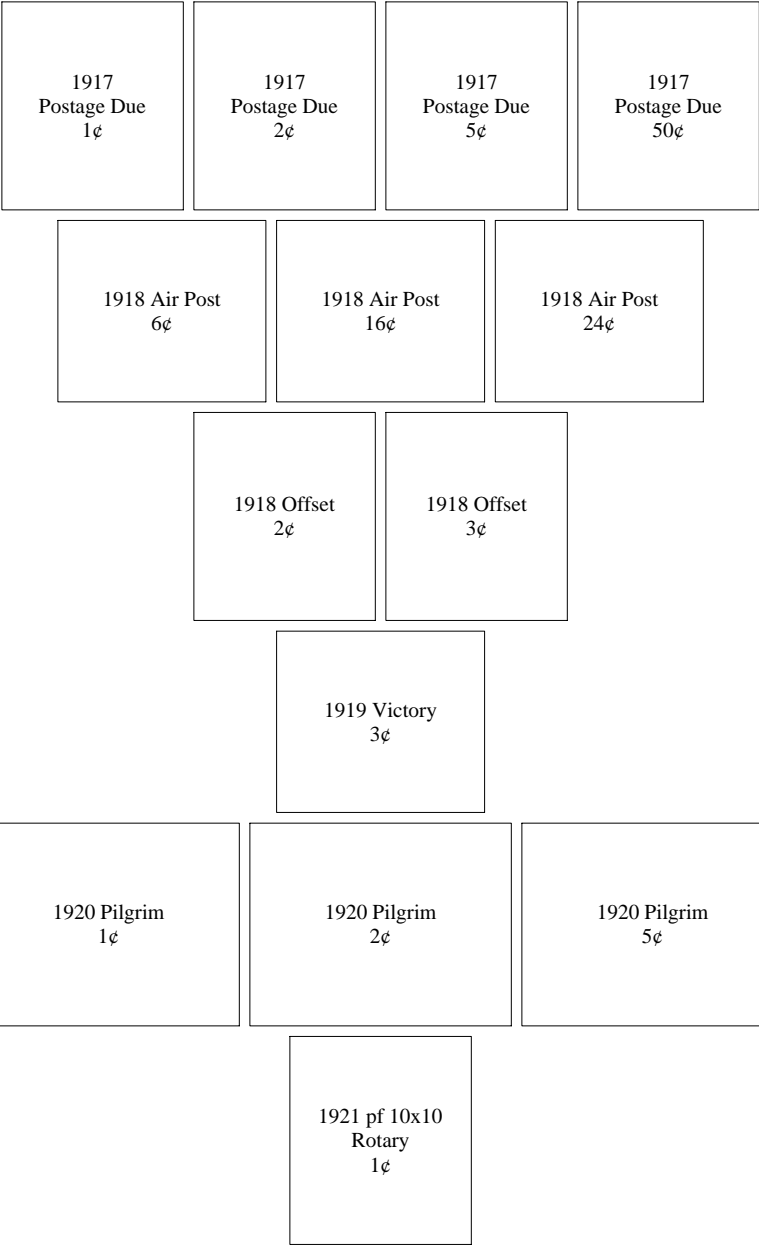 1917
Postage Due
1¢
1917
Postage Due
2¢
1917
Postage Due
5¢
1917
Postage Due
50¢
1918 Air Post
6¢
1918 Air Post
16¢
1918 Air Post
24¢
1918 Offset
2¢
1918 Offset
3¢
1919 Victory
3¢
1920 Pilgrim
1¢
1920 Pilgrim
2¢
1920 Pilgrim
5¢
1921 pf 10x10
Rotary
1¢